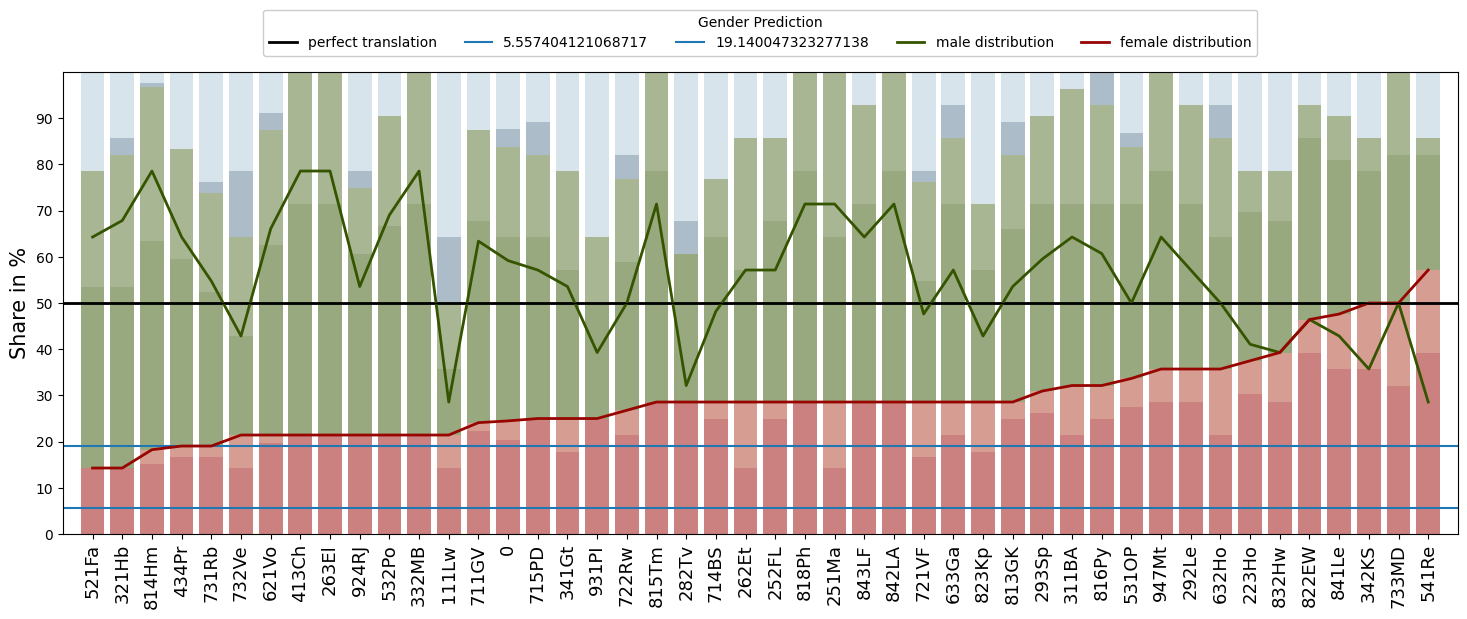 Gender Prediction
perfect translation 5.557404121068717 19.140047323277138 male distribution female distribution
Share in %
90
80
70
60
50
40
30
20
10
0
521Fa 321Hb 814Hm 434Pr 731Rb 732Ve 621Vo 413Ch 263El 924RJ 532Po 332MB 111Lw 711GV 0 715PD 341Gt 931Pl 722Rw 815Tm 282Tv 714BS 262Et 252FL 818Ph 251Ma 843LF 842LA 721VF 633Ga 823Kp 813GK 293Sp 311BA 816Py 531OP 947Mt 292Le 632Ho 223Ho 832Hw 822EW 841Le 342KS 733MD 541Re